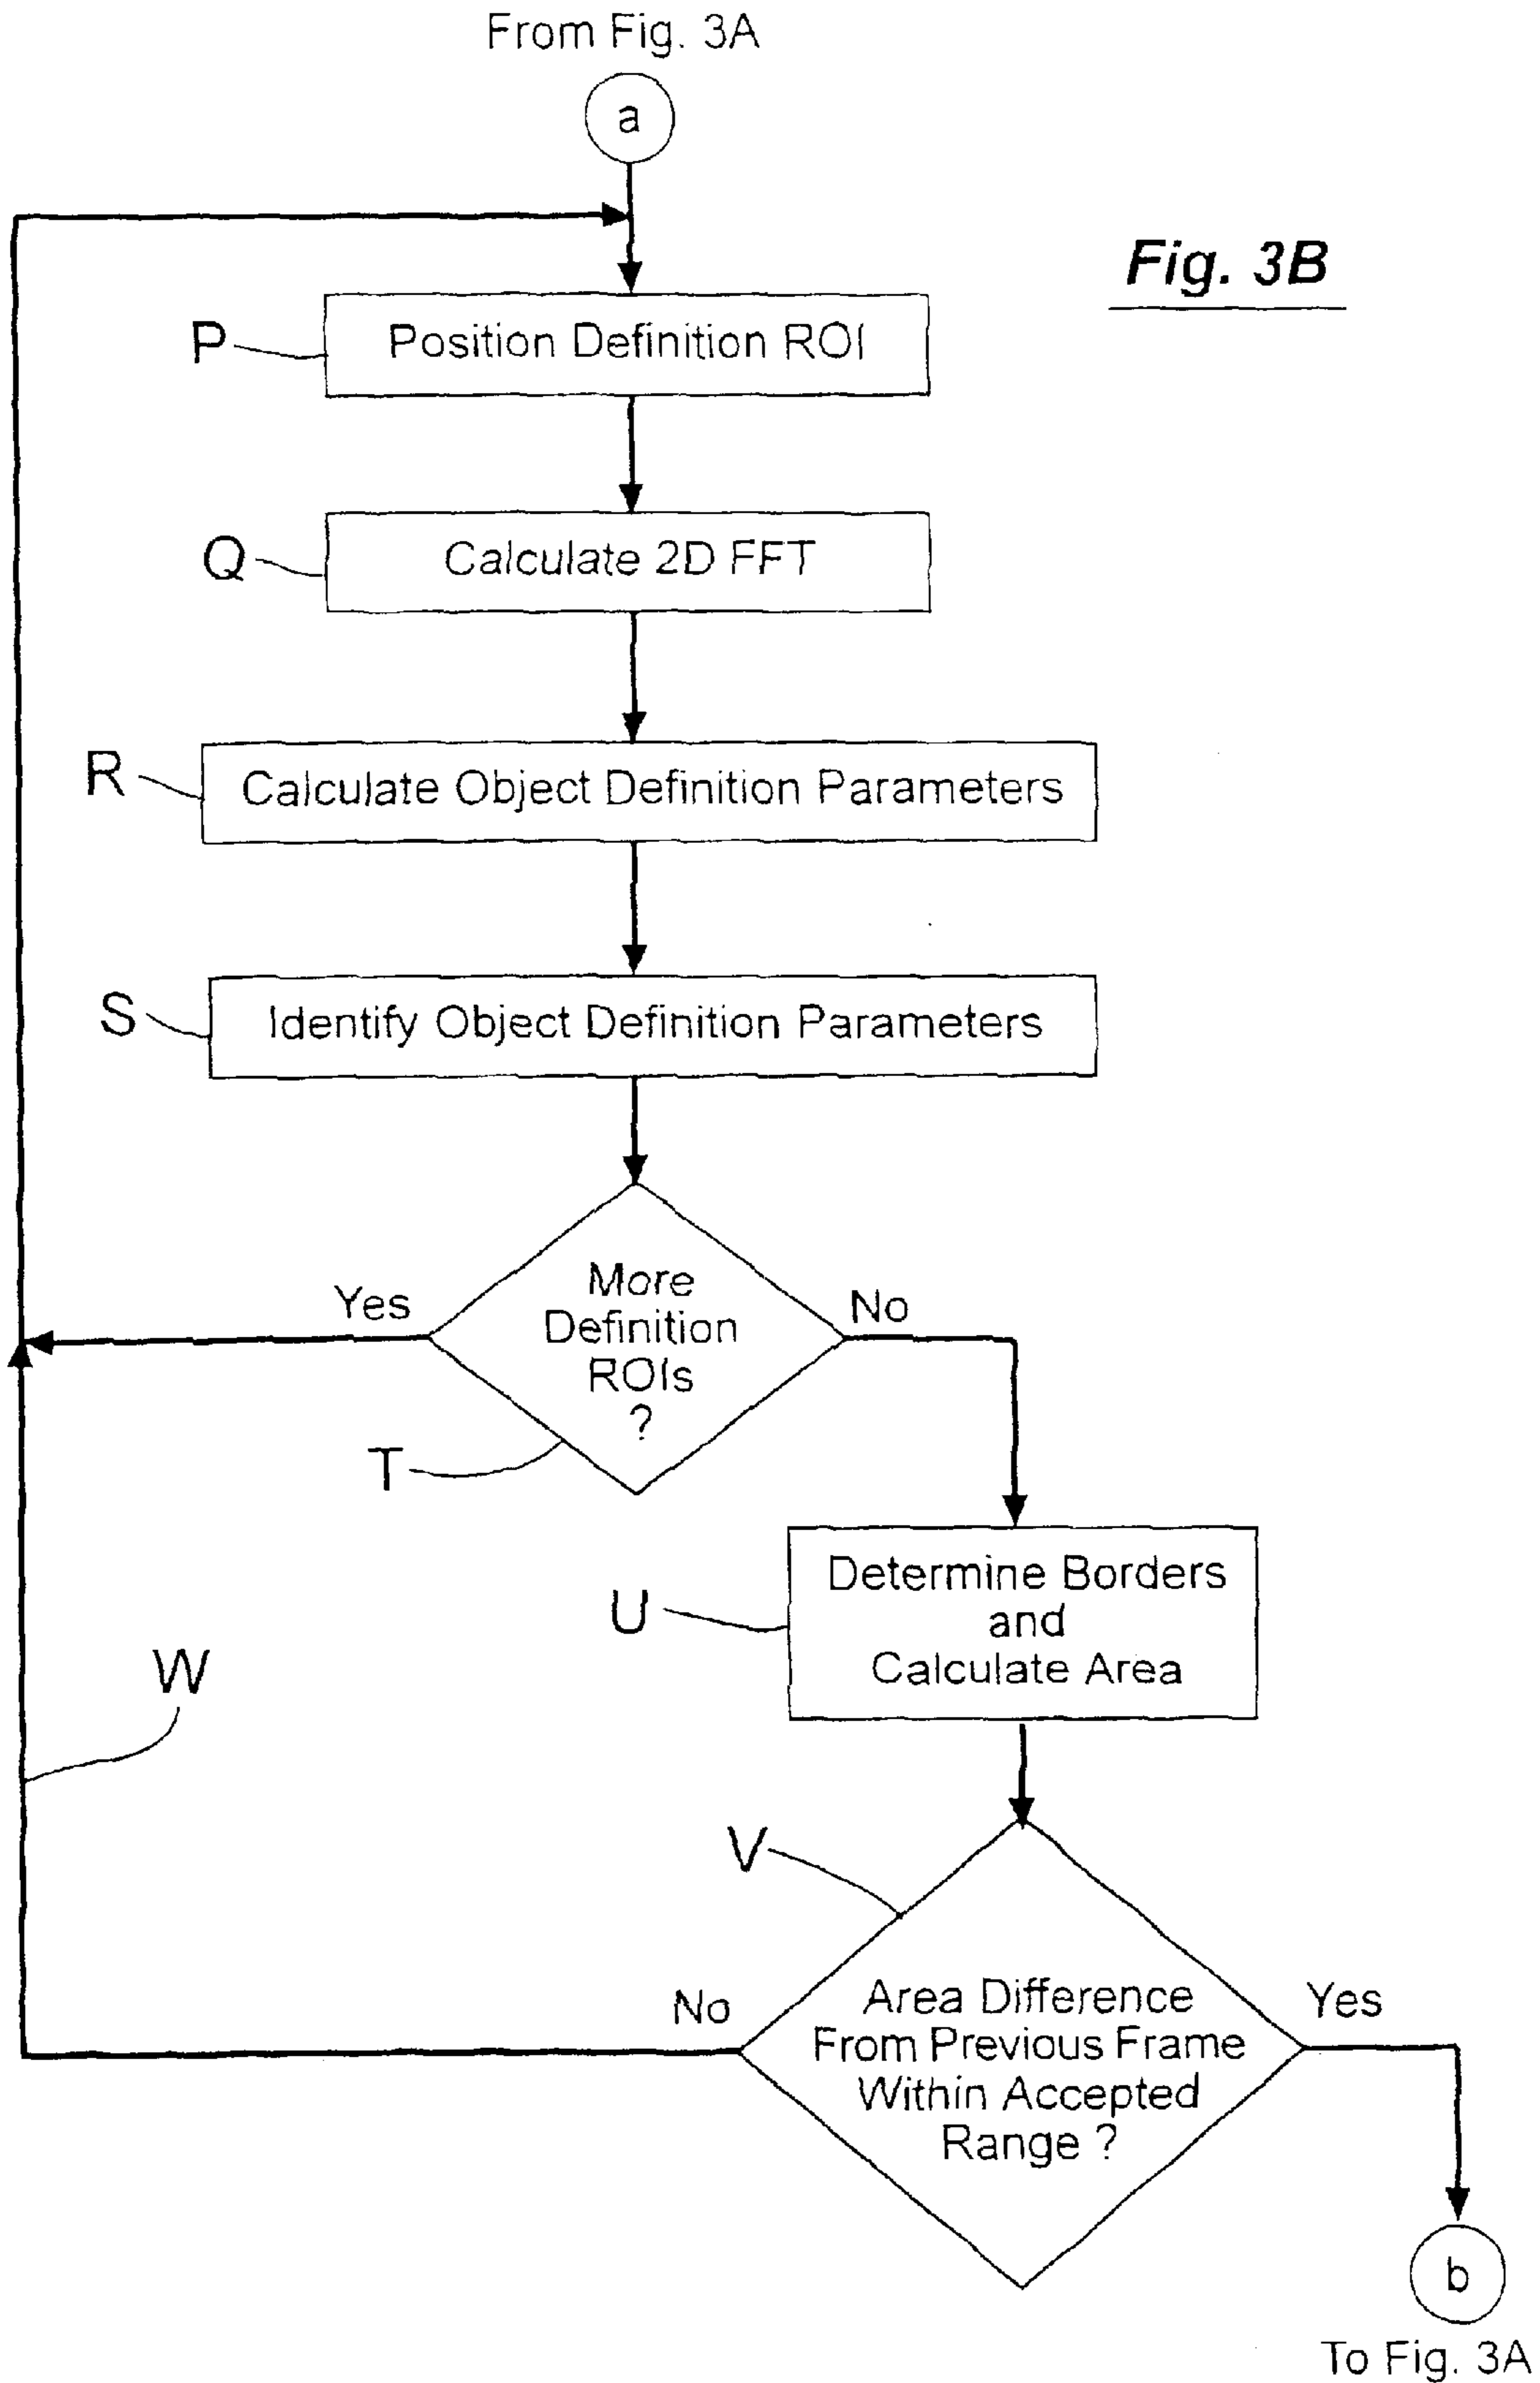 From Fig. 3A
a
Fig. 3B
P
Position Definition ROI
Q
Calculate 2D FFT
R
Calculate Object Definition Parameters
S
Identify Object Definition Parameters
More
Definition
ROIs
?
Yes
No
T
Determine Borders
and
Calculate Area
U
W
V
Area Difference
From Previous Frame
Within Accepted
Range ?
No
Yes
b
To Fig. 3A